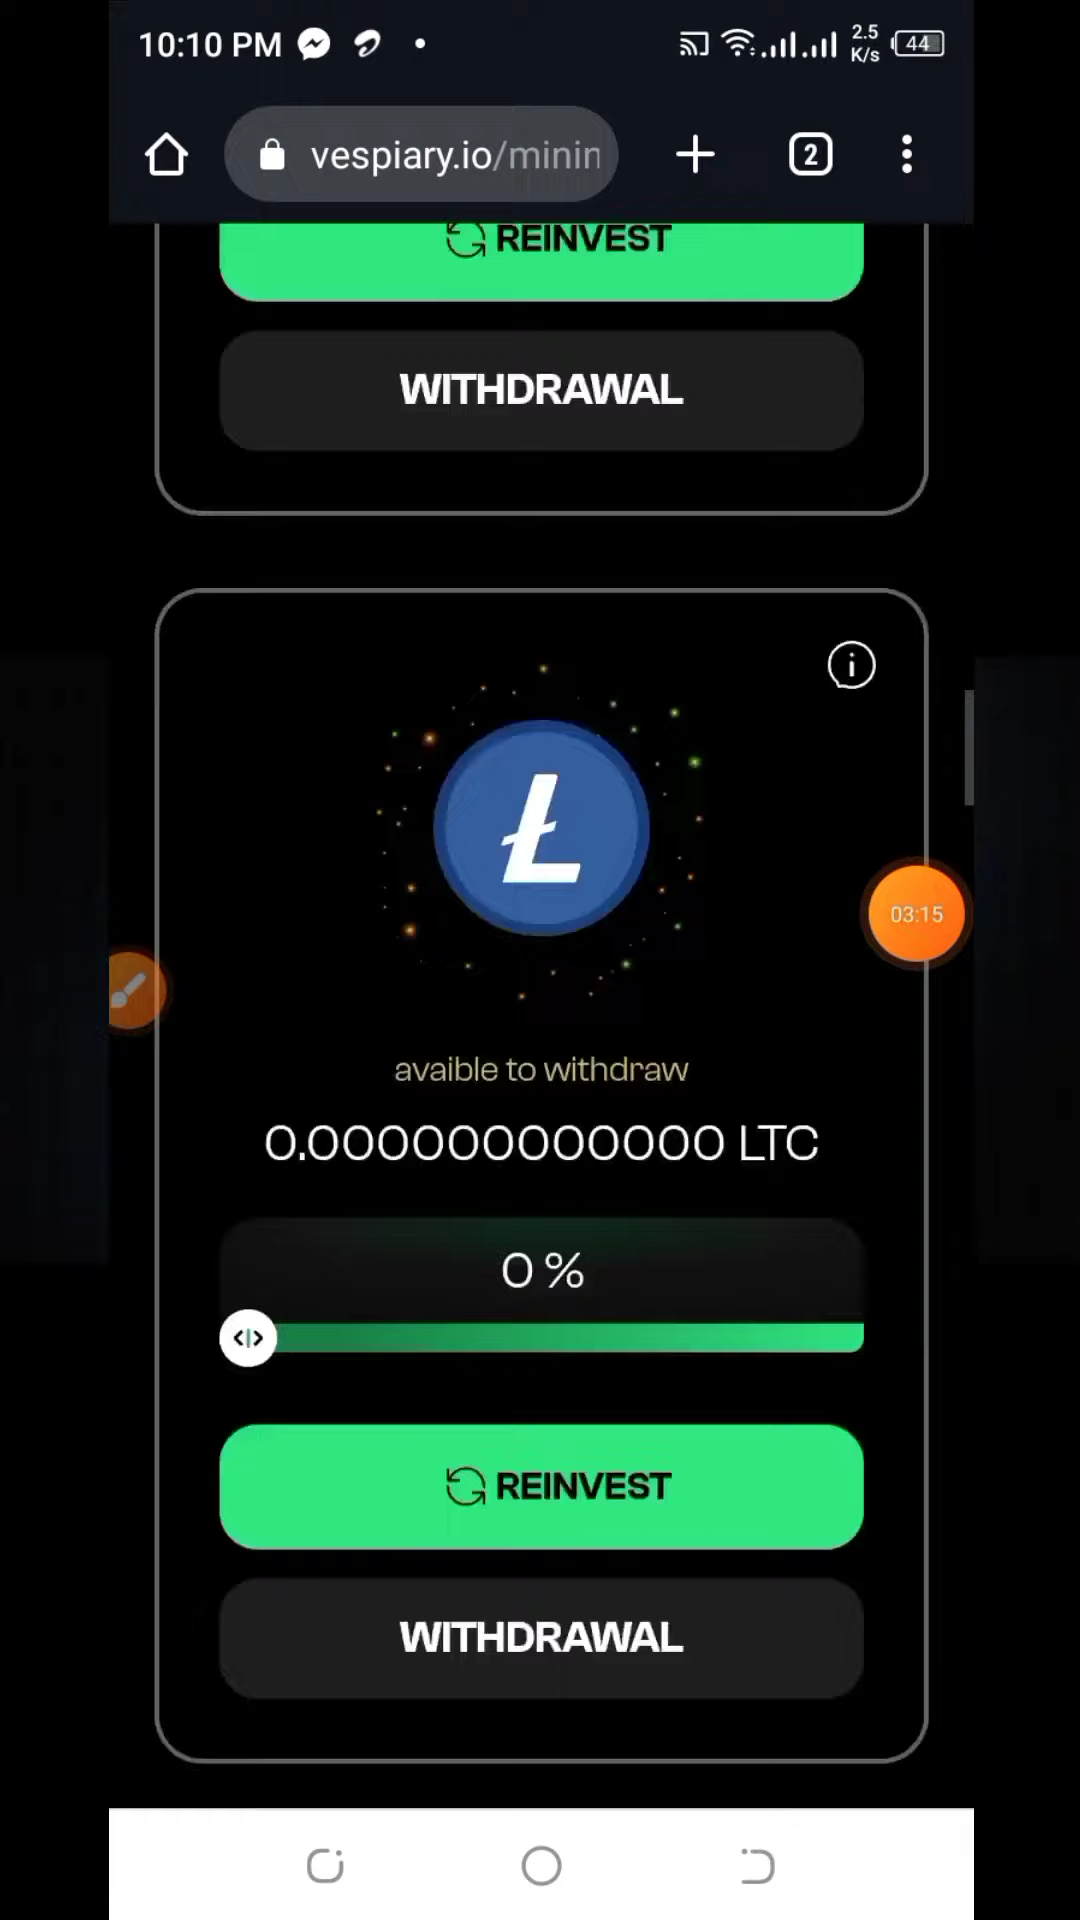 10:10 PM
2.5
K/s
44
vespiary.io/minin
2
REINVEST
WITHDRAWAL
avaible to withdraw
0.000000000000 LTC
0 %
REINVEST
WITHDRAWAL
03:15